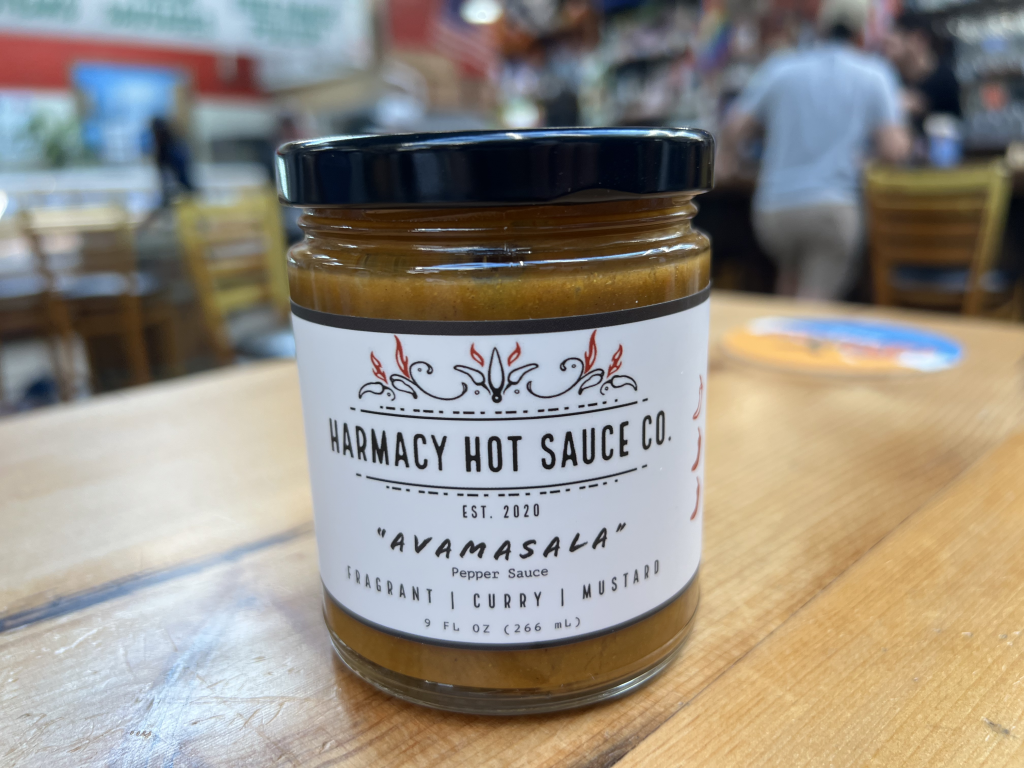 HARMACY HOT SAUCE CO.
EST. 2020
"AVAMASALA"
Pepper Sauce
FRAGRANT | CURRY | MUSTARD
9 FL OZ (266 mL)